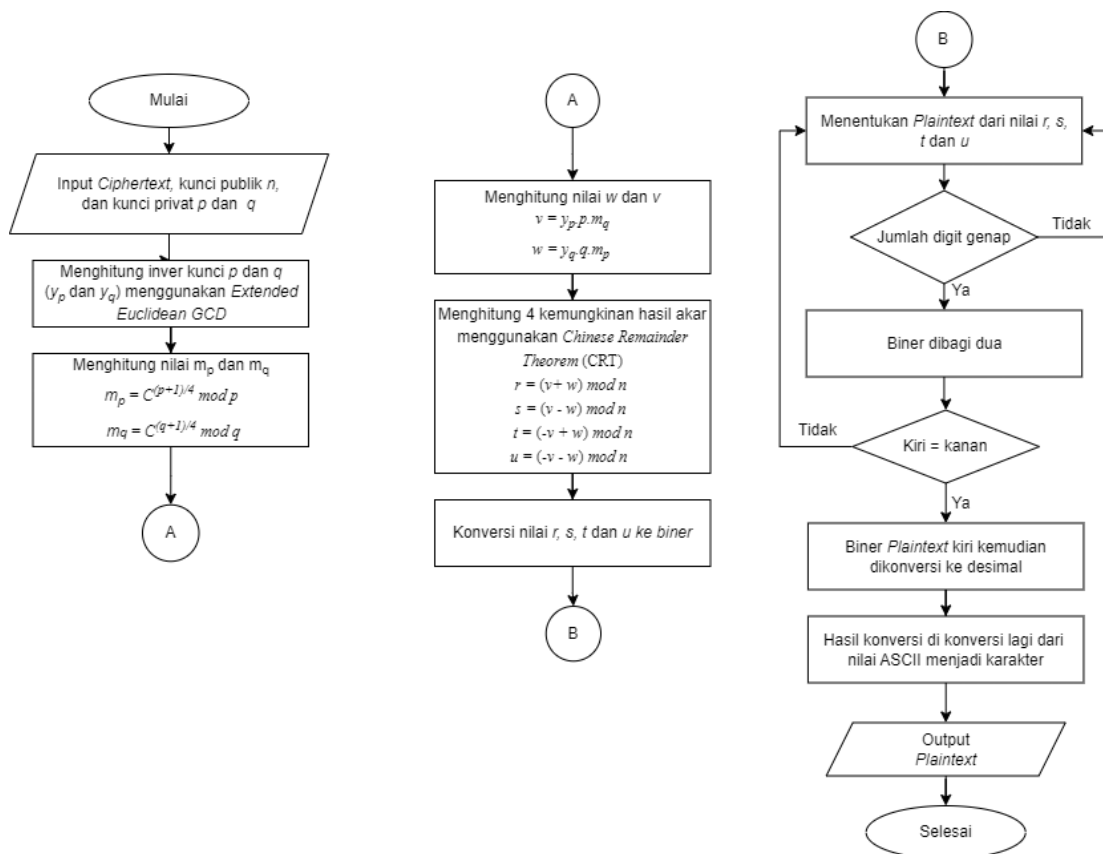 Mulai
Input Ciphertext, kunci publik n,
dan kunci privat p dan q
Menghitung inver kunci p dan q
(yp dan yq) menggunakan Extended
Euclidean GCD
Menghitung nilai mp dan mq
mp = C^(p+1)/4 mod p
mq = C^(q+1)/4 mod q
A
A
Menghitung nilai w dan v
v = yp.p.mq
w = yq.q.mp
Menghitung 4 kemungkinan hasil akar
menggunakan Chinese Remainder
Theorem (CRT)
r = (v+ w) mod n
s = (v - w) mod n
t = (-v + w) mod n
u = (-v - w) mod n
Konversi nilai r, s, t dan u ke biner
B
B
Menentukan Plaintext dari nilai r, s,
t dan u
Jumlah digit genap
Tidak
Ya
Biner dibagi dua
Tidak
Kiri = kanan
Ya
Biner Plaintext kiri kemudian
dikonversi ke desimal
Hasil konversi di konversi lagi dari
nilai ASCII menjadi karakter
Output
Plaintext
Selesai